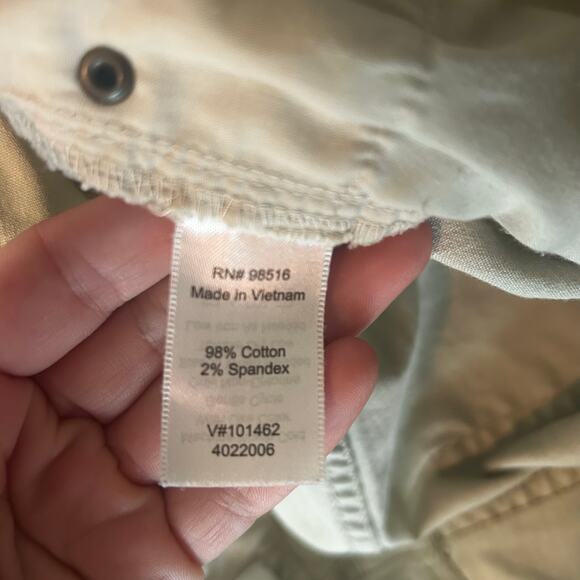 RN# 98516
Made in Vietnam
98% Cotton
2% Spandex
V#101462
4022006